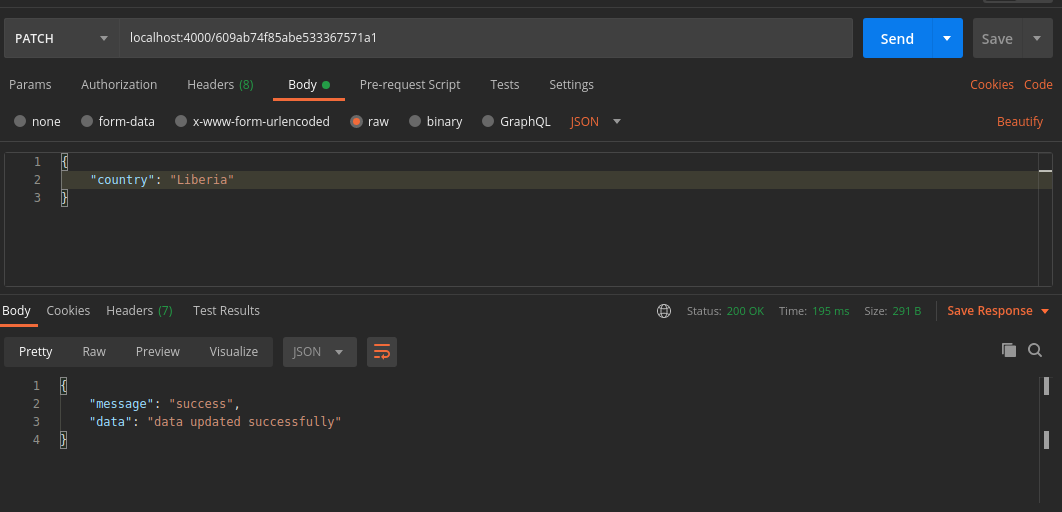 PATCH localhost:4000/609ab74f85abe533367571a1 Send Save
Params Authorization Headers (8) Body Pre-request Script Tests Settings Cookies Code
none form-data x-www-form-urlencoded raw binary GraphQL JSON Beautify
1 {
2 "country": "Liberia"
3 }
Body Cookies Headers (7) Test Results Status: 200 OK Time: 195 ms Size: 291 B Save Response
Pretty Raw Preview Visualize JSON
1 {
2 "message": "success",
3 "data": "data updated successfully"
4 }